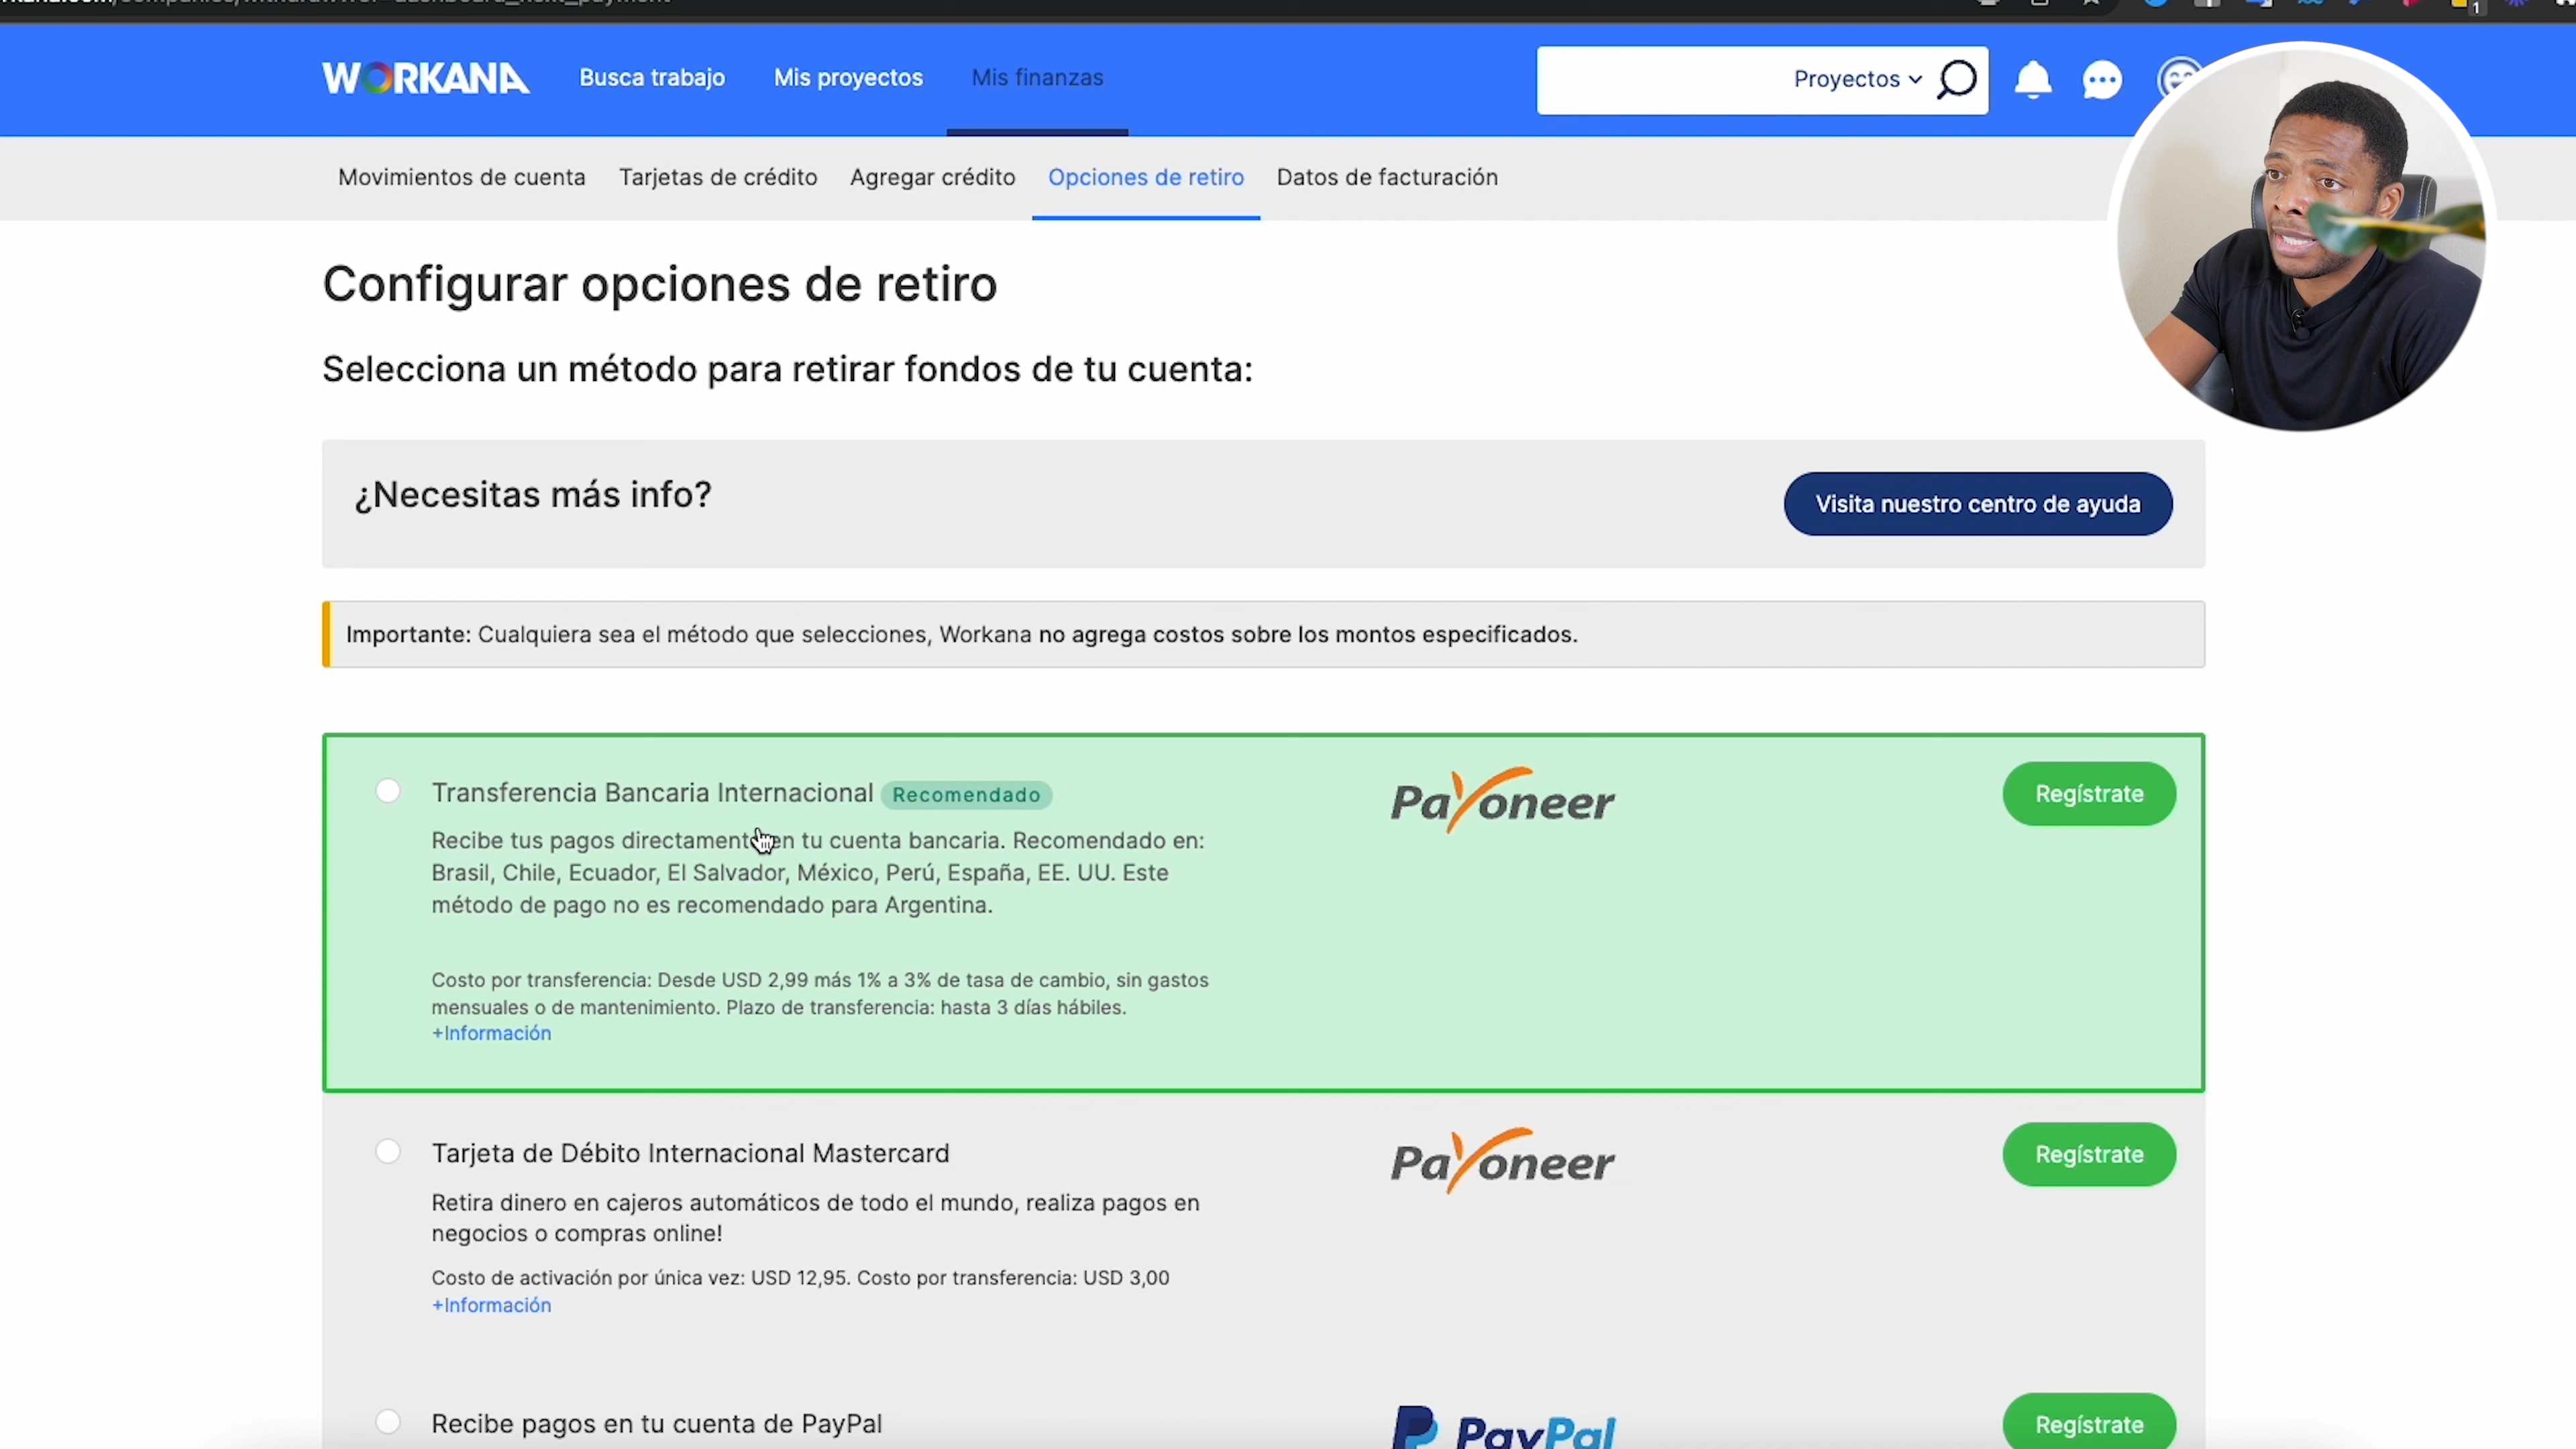 WORKANA
Busca trabajo
Mis proyectos
Mis finanzas
Proyectos
1
Movimientos de cuenta
Tarjetas de crédito
Agregar crédito
Opciones de retiro
Datos de facturación
Configurar opciones de retiro
Selecciona un método para retirar fondos de tu cuenta:
¿Necesitas más info?
Visita nuestro centro de ayuda
Importante: Cualquiera sea el método que selecciones, Workana no agrega costos sobre los montos especificados.
Transferencia Bancaria Internacional Recomendado
Payoneer
Regístrate
Recibe tus pagos directamente en tu cuenta bancaria. Recomendado en:
Brasil, Chile, Ecuador, El Salvador, México, Perú, España, EE. UU. Este
método de pago no es recomendado para Argentina.
Costo por transferencia: Desde USD 2,99 más 1% a 3% de tasa de cambio, sin gastos
mensuales o de mantenimiento. Plazo de transferencia: hasta 3 días hábiles.
+Información
Tarjeta de Débito Internacional Mastercard
Payoneer
Regístrate
Retira dinero en cajeros automáticos de todo el mundo, realiza pagos en
negocios o compras online!
Costo de activación por única vez: USD 12,95. Costo por transferencia: USD 3,00
+Información
Recibe pagos en tu cuenta de PayPal
PayPal
Regístrate